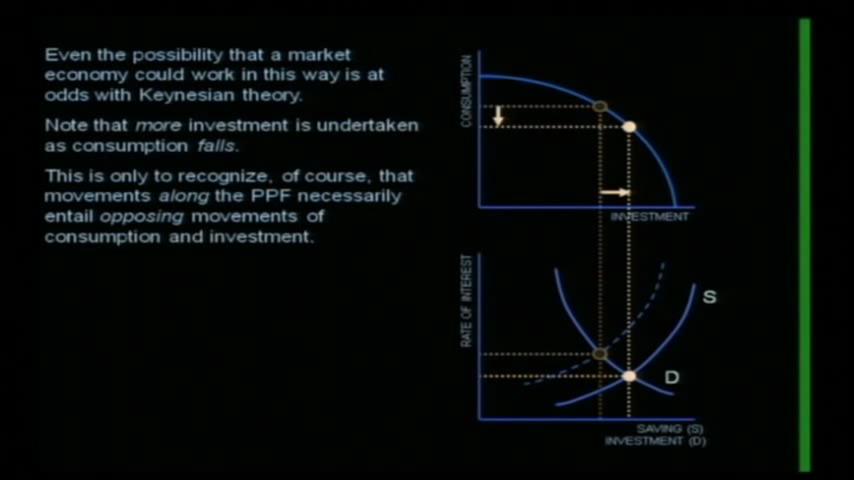 Even the possibility that a market
economy could work in this way is at
odds with Keynesian theory.
Note that more investment is undertaken
as consumption falls.
This is only to recognize, of course, that
movements along the PPF necessarily
entail opposing movements of
consumption and investment.
CONSUMPTION
INVESTMENT
RATE OF INTEREST
S
D
SAVING (S)
INVESTMENT (D)